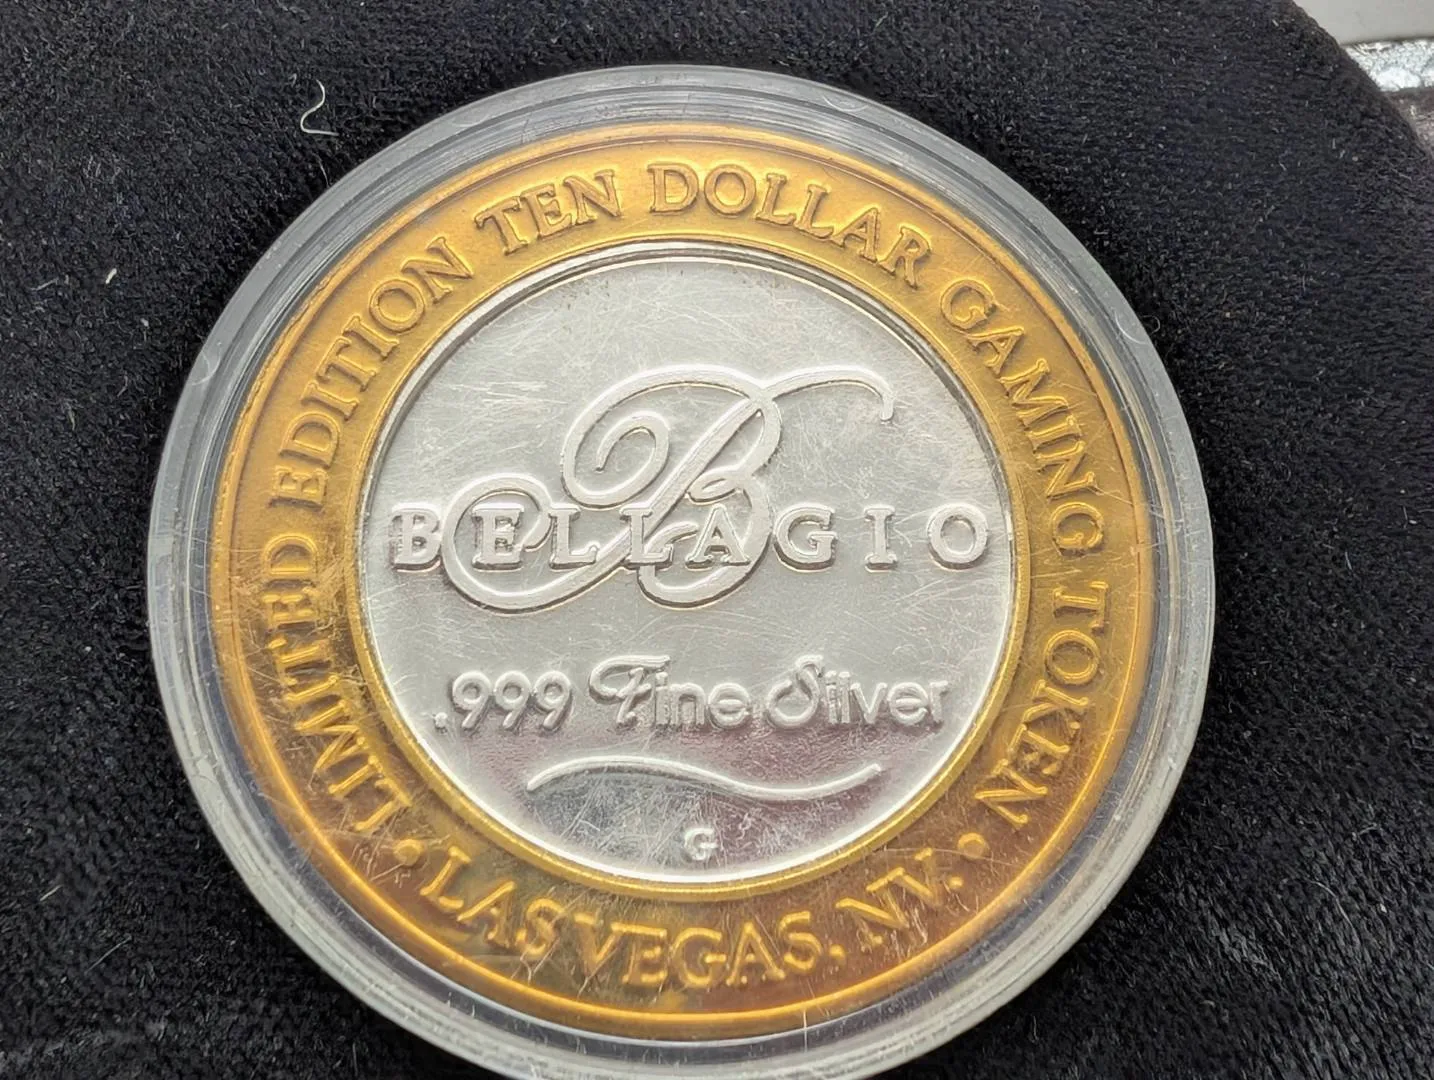 LIMITED EDITION TEN DOLLAR GAMING TOKEN
B
BELLAGIO
.999 Fine Silver
G
• LAS VEGAS, NV. •